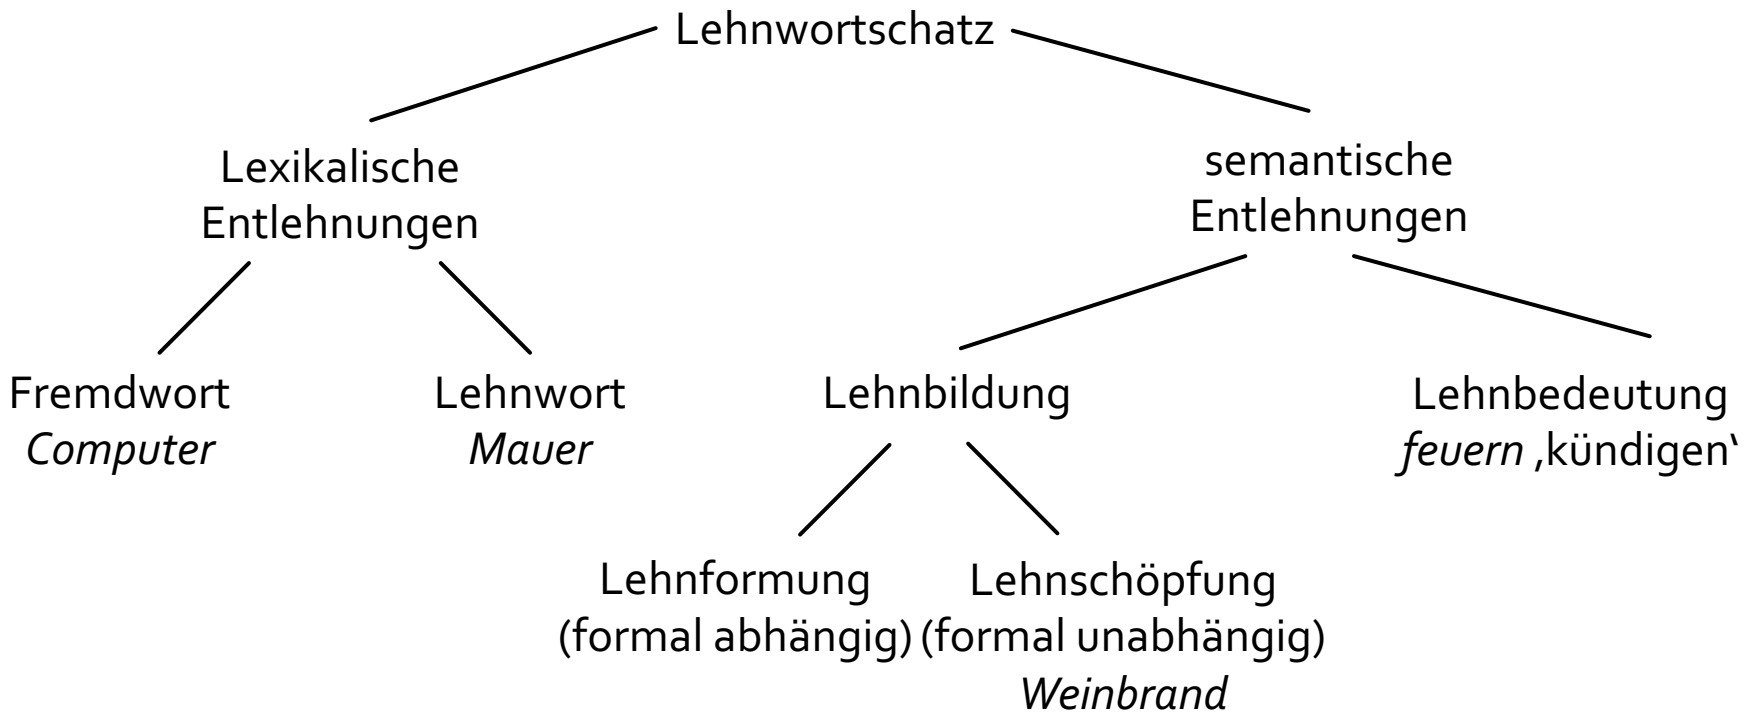 Lehnwortschatz
Lexikalische
Entlehnungen
semantische
Entlehnungen
Fremdwort
Computer
Lehnwort
Mauer
Lehnbildung
Lehnbedeutung
feuern ‚kündigen‘
Lehnformung
(formal abhängig)
Lehnschöpfung
(formal unabhängig)
Weinbrand